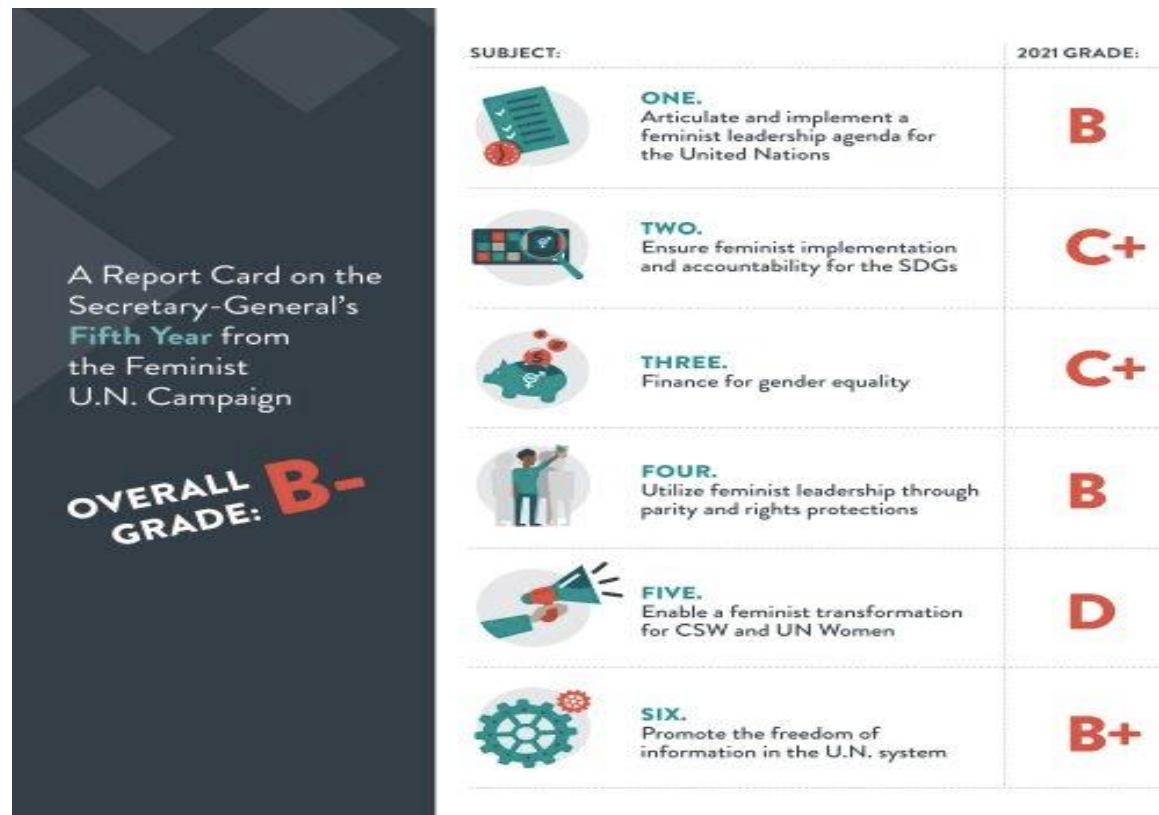 A Report Card on the
Secretary-General's
Fifth Year from
the Feminist
U.N. Campaign
OVERALL
GRADE: B-
SUBJECT: 2021 GRADE:
ONE.
Articulate and implement a
feminist leadership agenda for
the United Nations
B
TWO.
Ensure feminist implementation
and accountability for the SDGs
C+
THREE.
Finance for gender equality
C+
FOUR.
Utilize feminist leadership through
parity and rights protections
B
FIVE.
Enable a feminist transformation
for CSW and UN Women
D
SIX.
Promote the freedom of
information in the U.N. system
B+